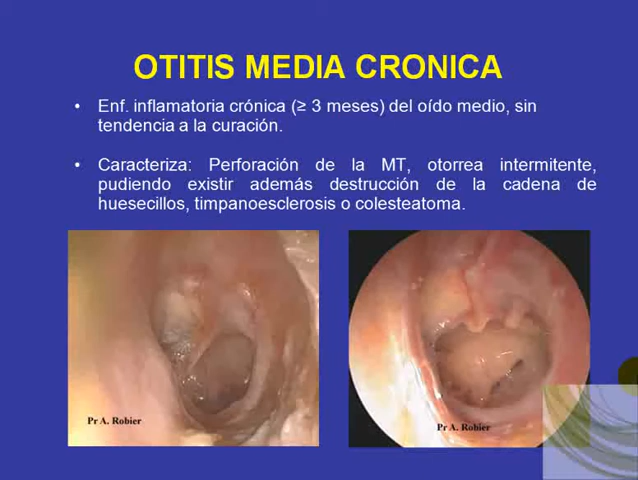 OTITIS MEDIA CRONICA
• Enf. inflamatoria crónica (≥ 3 meses) del oído medio, sin
tendencia a la curación.
• Caracteriza: Perforación de la MT, otorrea intermitente,
pudiendo existir además destrucción de la cadena de
huesecillos, timpanoesclerosis o colesteatoma.
Pr A. Robier
Pr A. Robier